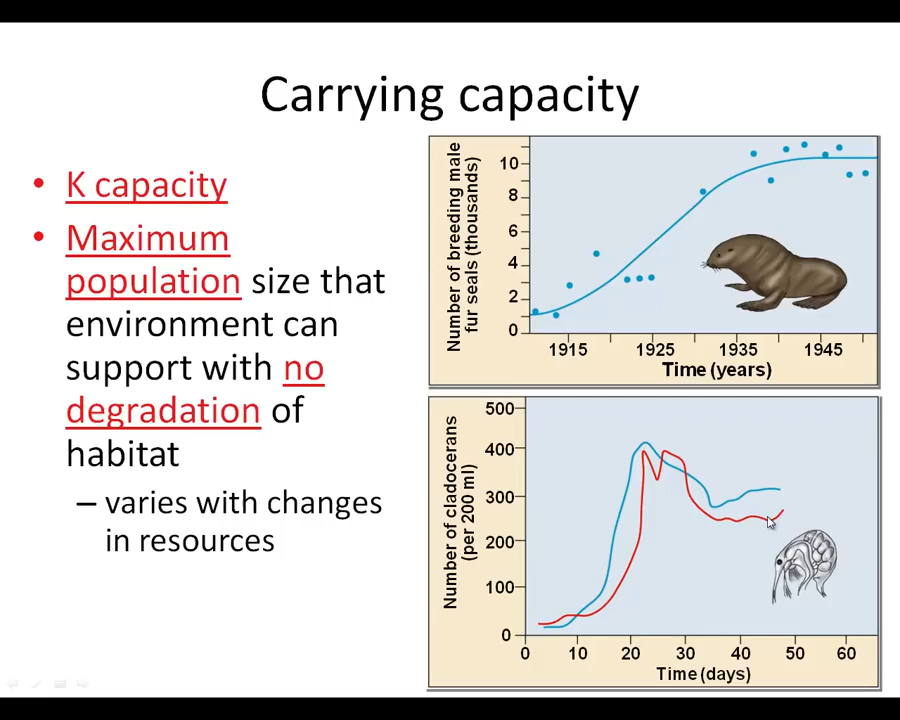 Carrying capacity
• K capacity
• Maximum
population size that
environment can
support with no
degradation of
habitat
– varies with changes
in resources
Number of breeding male
fur seals (thousands)
10
8
6
4
2
0
1915 1925 1935 1945
Time (years)
Number of cladocerans
(per 200 ml)
500
400
300
200
100
0
0 10 20 30 40 50 60
Time (days)